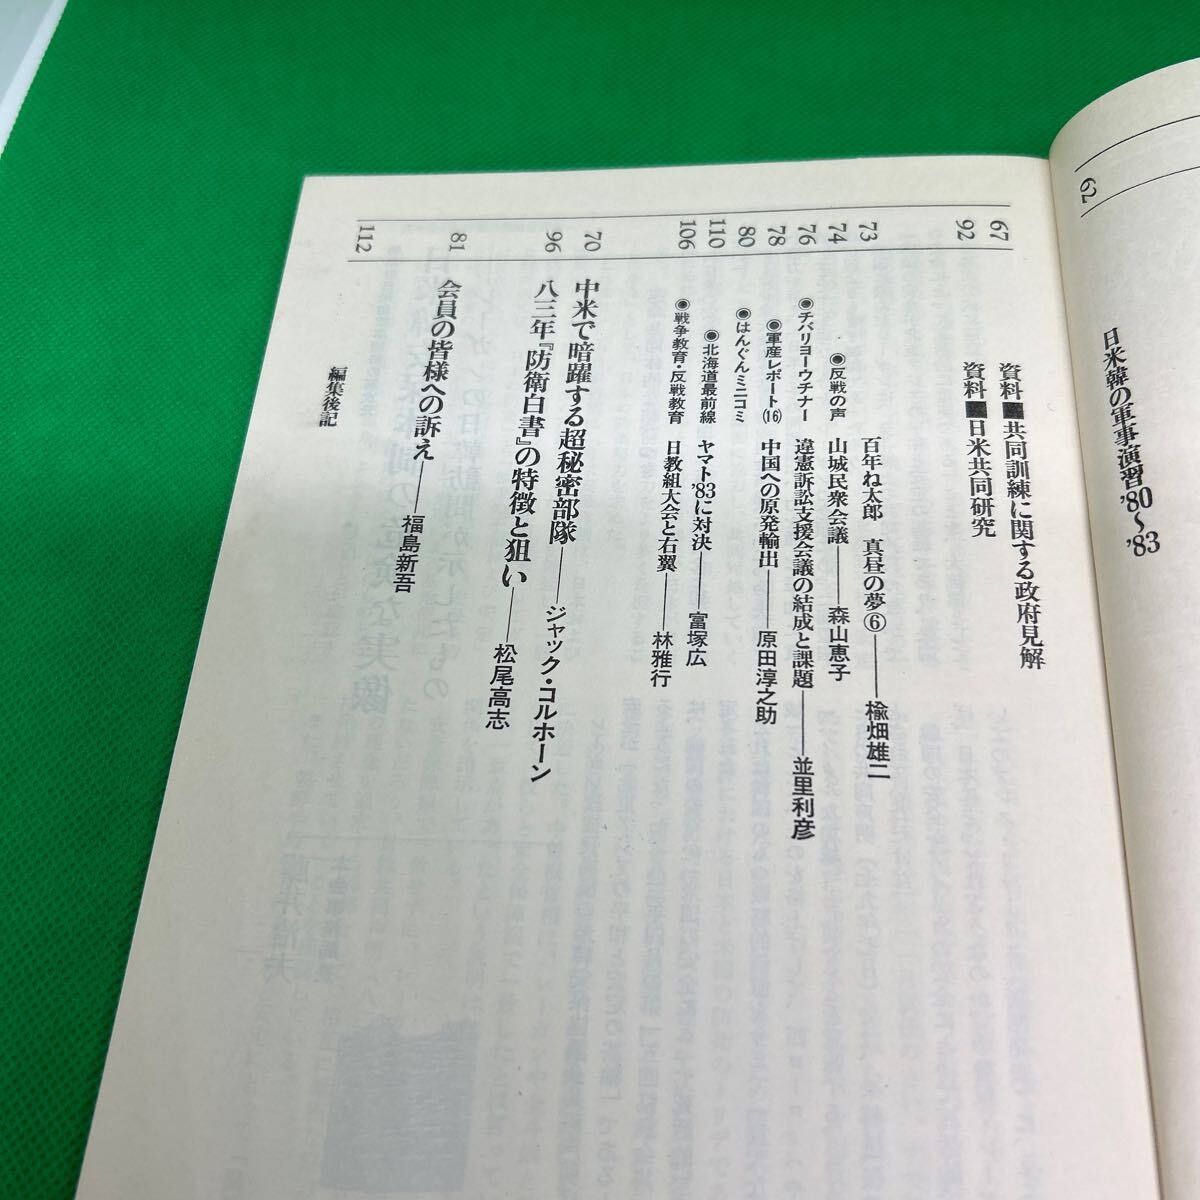 62
日米韓の軍事演習'80〜'83
67
資料■共同訓練に関する政府見解
92
資料■日米共同研究
73
百年ね太郎 真昼の夢⑥——楡畑雄二
74
◉反戦の声 山城民衆会議——森山恵子
76
◉チバリヨーウチナー 違憲訴訟支援会議の結成と課題——並里利彦
78
◉軍産レポート(16) 中国への原発輸出——原田淳之助
80
◉はんぐんミニコミ
110
◉北海道最前線 ヤマト'83に対決——富塚広
106
◉戦争教育・反戦教育 日教組大会と右翼——林雅行
70
中米で暗躍する超秘密部隊——ジャック・コルホーン
96
八三年『防衛白書』の特徴と狙い——松尾高志
81
会員の皆様への訴え——福島新吾
112
編集後記